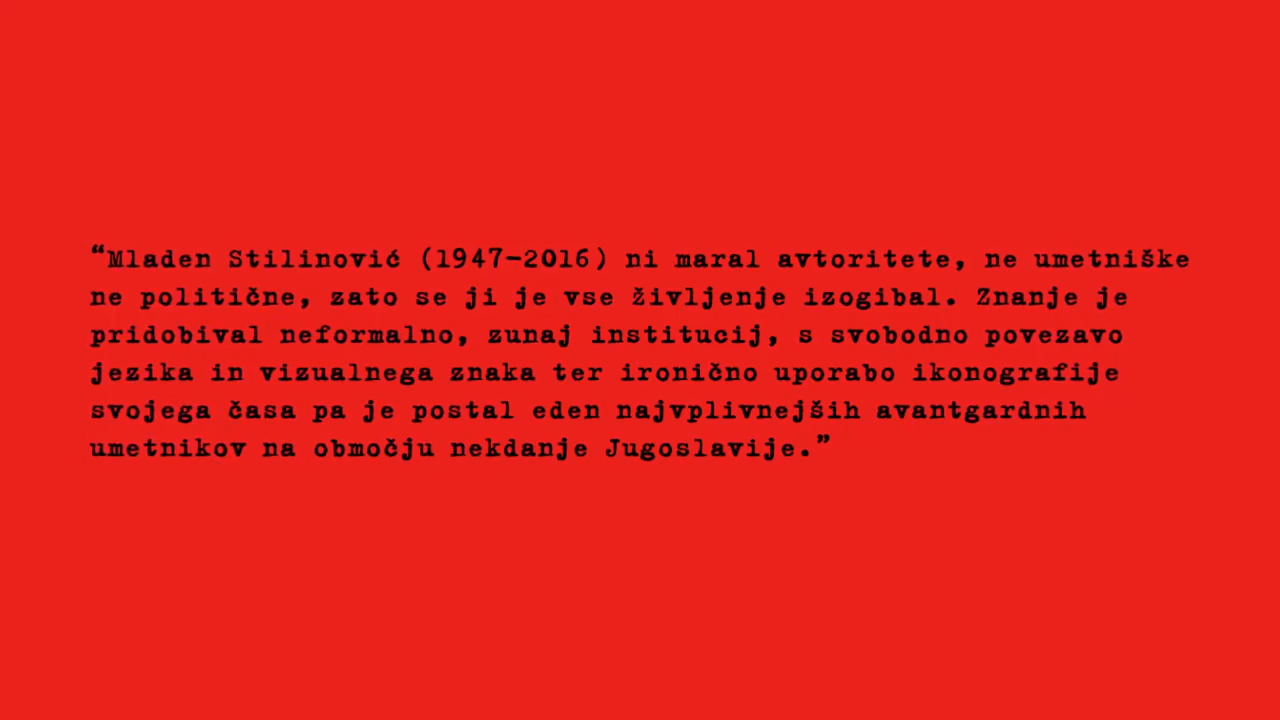 “Mladen Stilinović (1947–2016) ni maral avtoritete, ne umetniške
ne politične, zato se ji je vse življenje izogibal. Znanje je
pridobival neformalno, zunaj institucij, s svobodno povezavo
jezika in vizualnega znaka ter ironično uporabo ikonografije
svojega časa pa je postal eden najvplivnejših avantgardnih
umetnikov na območju nekdanje Jugoslavije.”